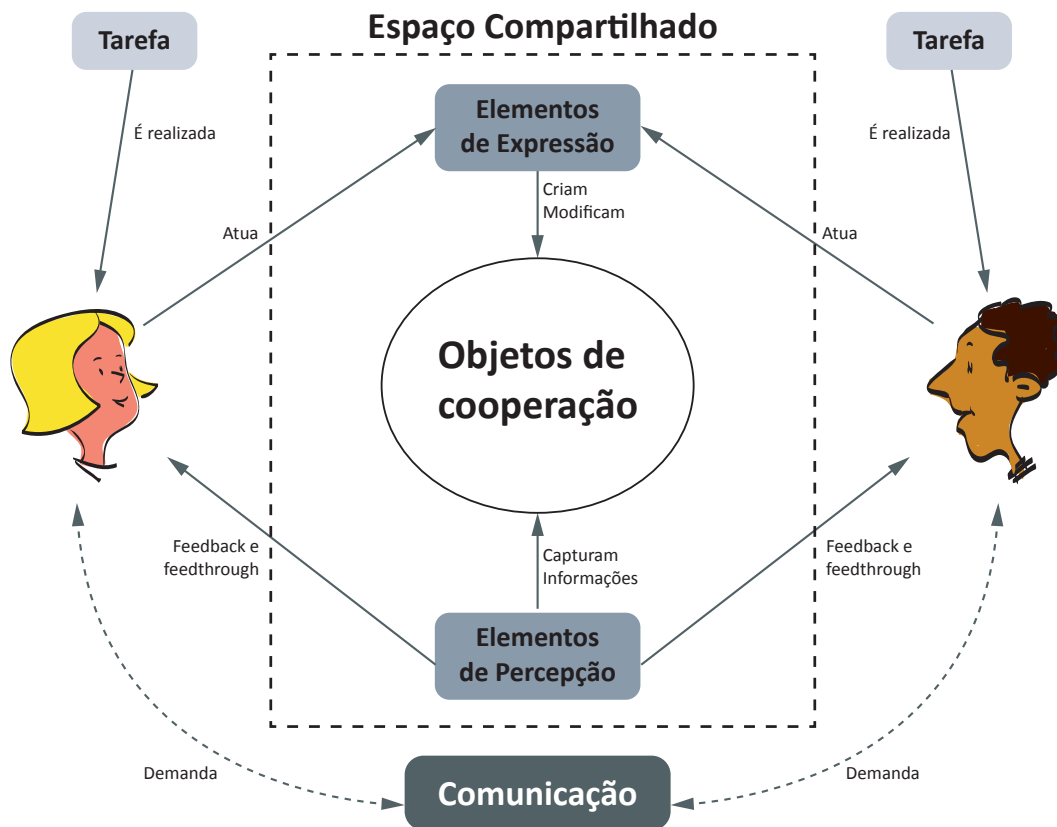 Tarefa
Espaço Compartilhado
Tarefa
Elementos
de Expressão
É realizada
É realizada
Criam
Modificam
Atua
Atua
Objetos de
cooperação
Feedback e
feedthrough
Capturam
Informações
Feedback e
feedthrough
Elementos
de Percepção
Demanda
Comunicação
Demanda